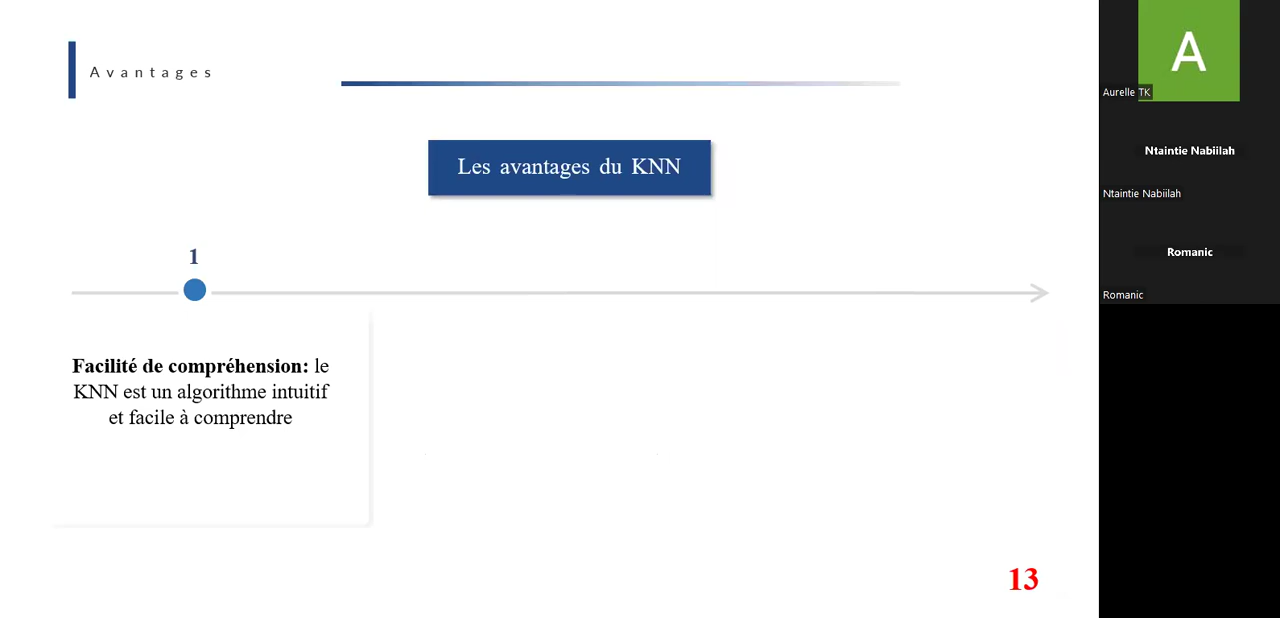 Avantages
Les avantages du KNN
1
Facilité de compréhension: le
KNN est un algorithme intuitif
et facile à comprendre
13
A
Aurelle TK
Ntaintie Nabiilah
Ntaintie Nabiilah
Romanic
Romanic